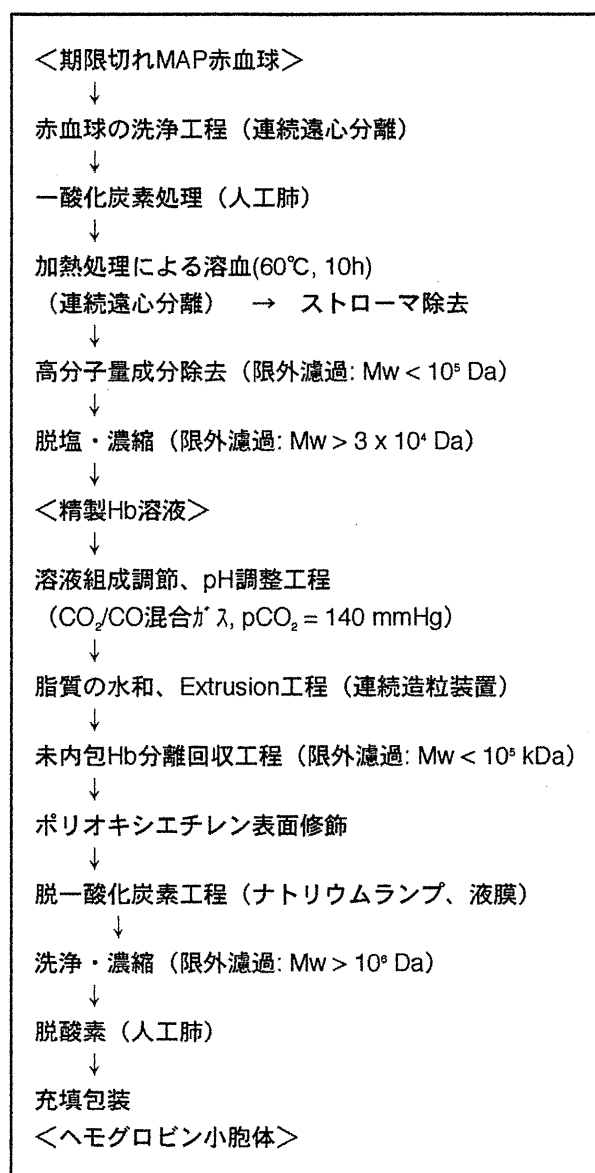 ＜期限切れMAP赤血球＞
↓
赤血球の洗浄工程（連続遠心分離）
↓
一酸化炭素処理（人工肺）
↓
加熱処理による溶血(60℃, 10h)
（連続遠心分離）　→　ストローマ除去
↓
高分子量成分除去（限外濾過: Mw < 10⁵ Da）
↓
脱塩・濃縮（限外濾過: Mw > 3 x 10⁴ Da）
↓
＜精製Hb溶液＞
↓
溶液組成調節、pH調整工程
（CO₂/CO混合ｶﾞｽ, pCO₂ = 140 mmHg）
↓
脂質の水和、Extrusion工程（連続造粒装置）
↓
未内包Hb分離回収工程（限外濾過: Mw < 10⁵ kDa）
↓
ポリオキシエチレン表面修飾
↓
脱一酸化炭素工程（ナトリウムランプ、液膜）
↓
洗浄・濃縮（限外濾過: Mw > 10⁶ Da）
↓
脱酸素（人工肺）
↓
充填包装
＜ヘモグロビン小胞体＞